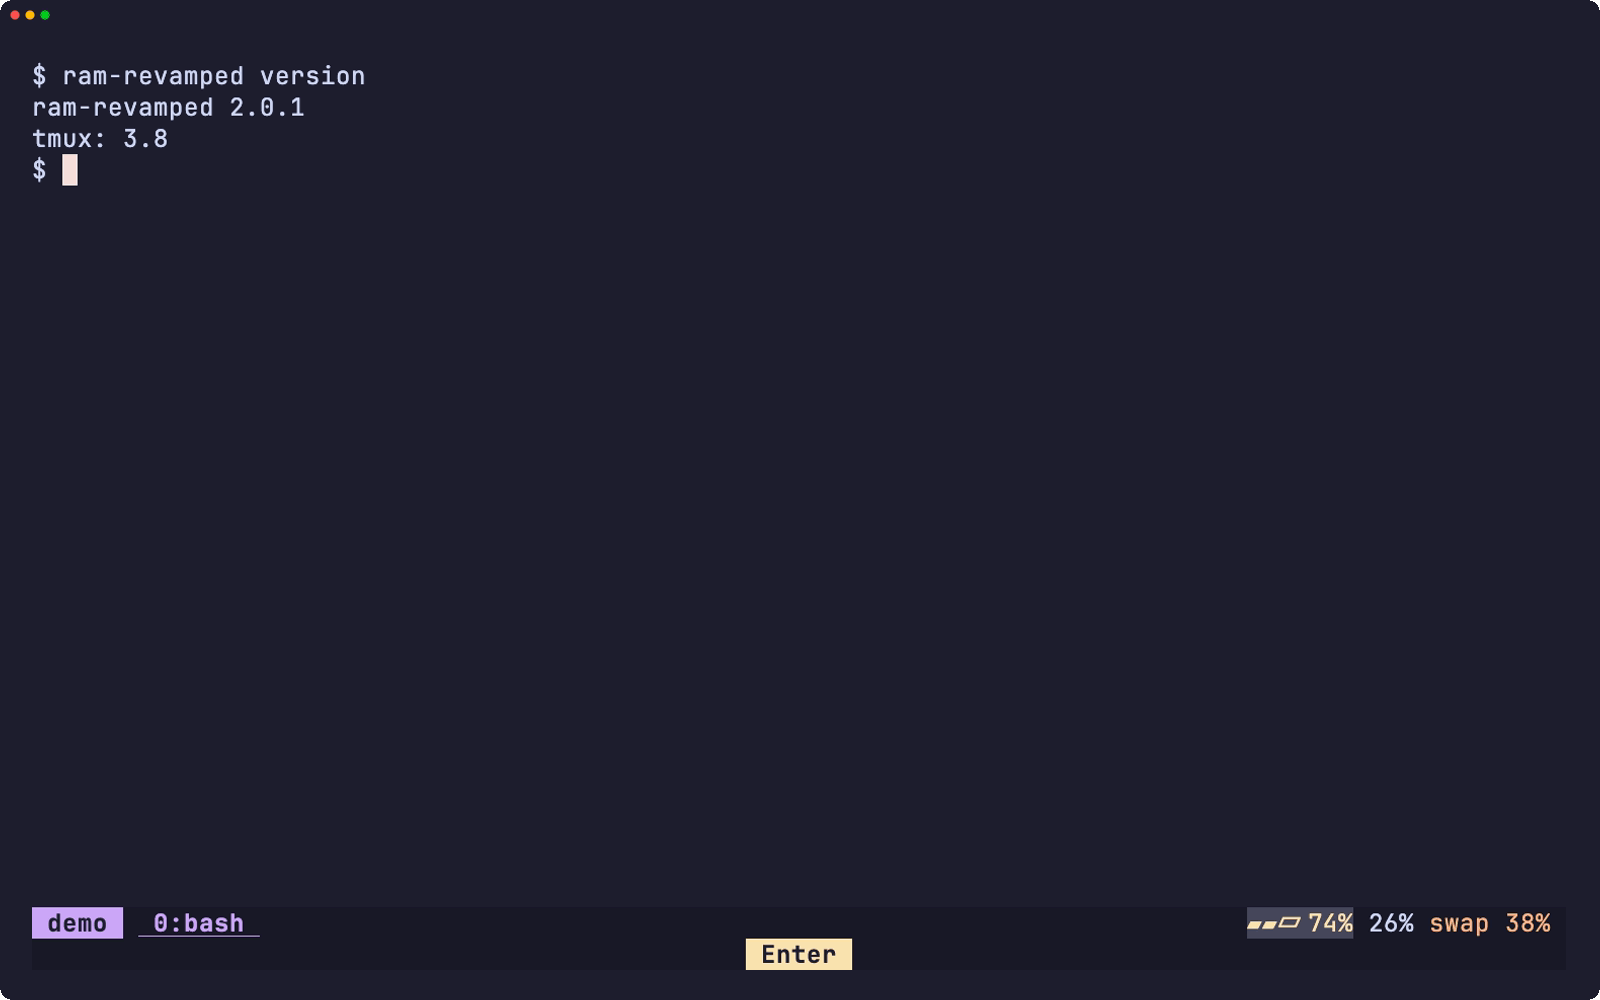 $ ram-revamped version
ram-revamped 2.0.1
tmux: 3.8
$
demo 0:bash ▰▰▱ 74% 26% swap 38%
Enter